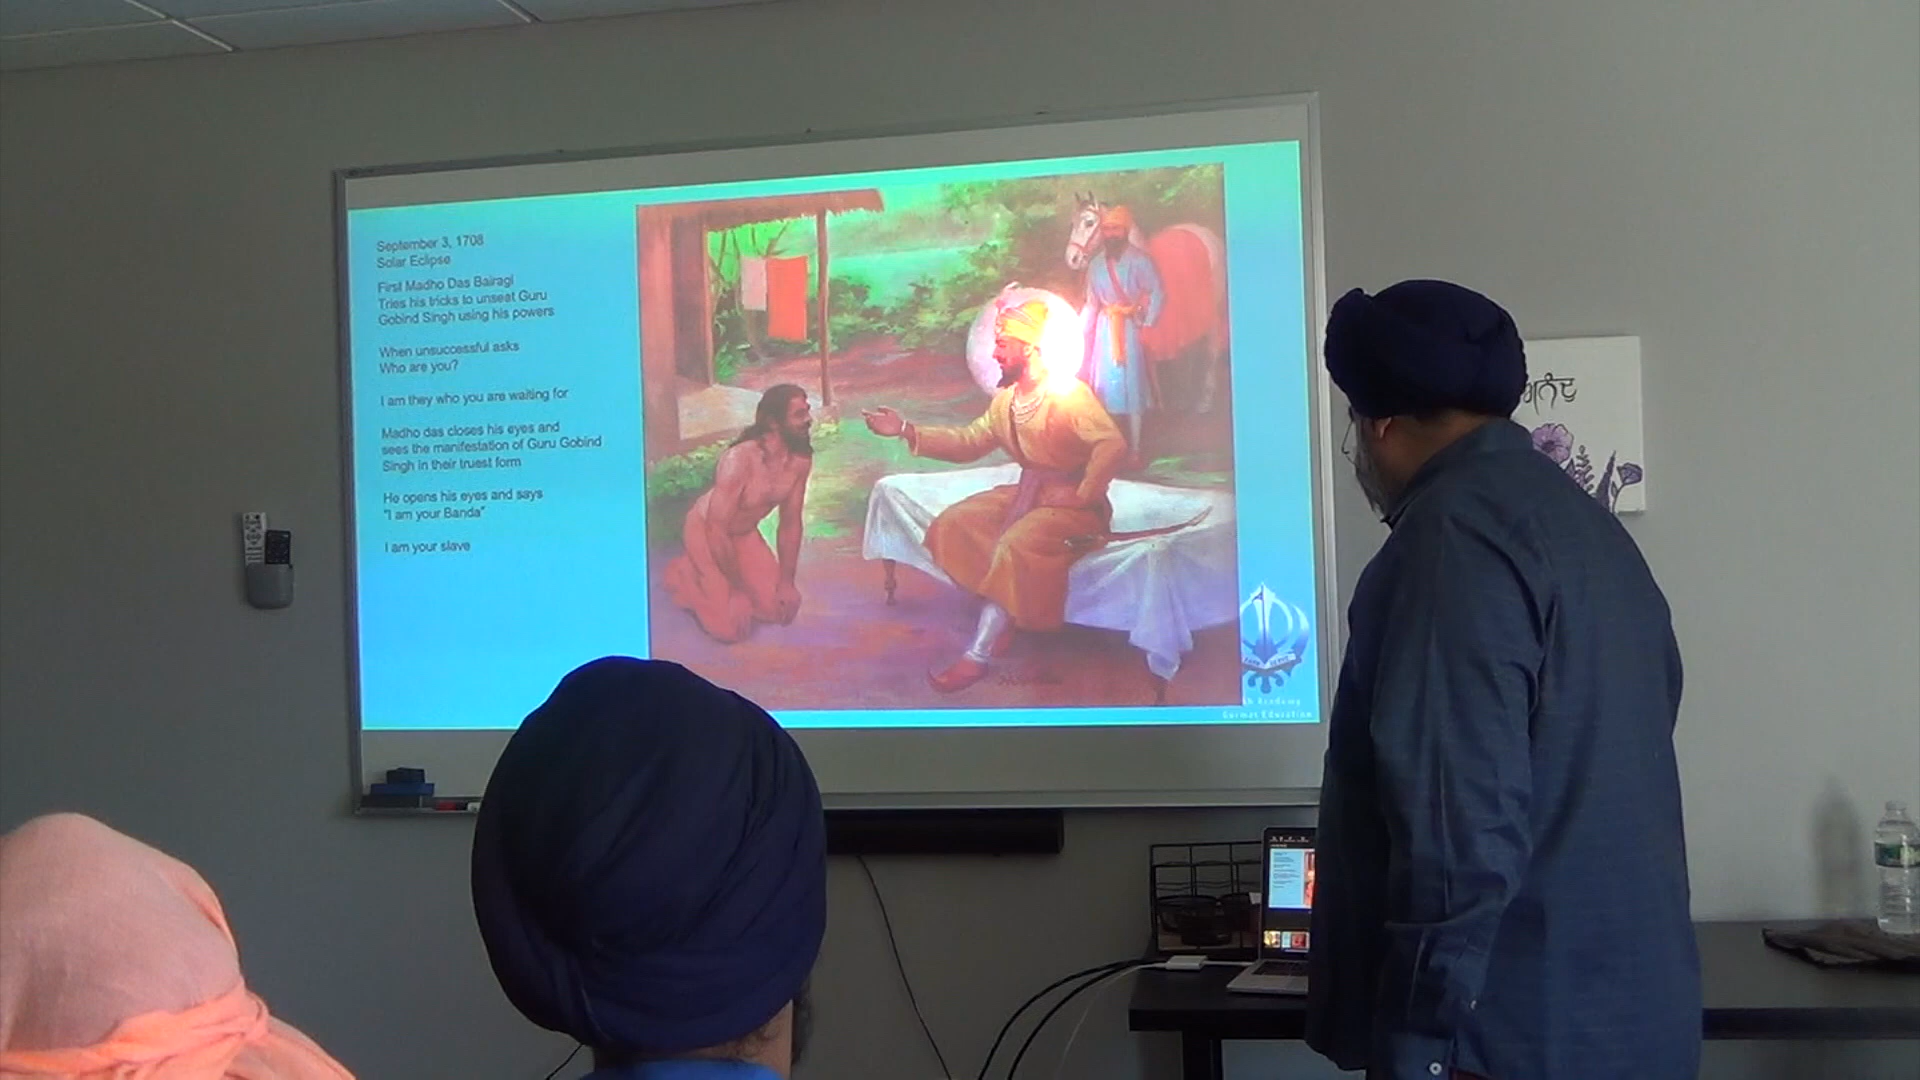 September 3, 1708
Solar Eclipse
First Madho Das Bairagi
Tries his tricks to unseat Guru
Gobind Singh using his powers
When unsuccessful asks
Who are you?
I am they who you are waiting for
Madho das closes his eyes and
sees the manifestation of Guru Gobind
Singh in their truest form
He opens his eyes and says
"I am your Banda"
I am your slave
Academy
Gurmat Education
ਅਨੰਦੁ